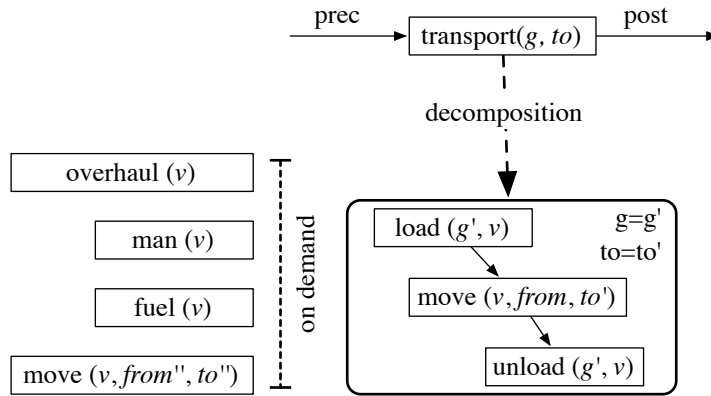 prec
transport(g, to)
post
decomposition
overhaul (v)
man (v)
fuel (v)
move (v, from'', to'')
on demand
load (g', v)
g=g'
to=to'
move (v, from, to')
unload (g', v)